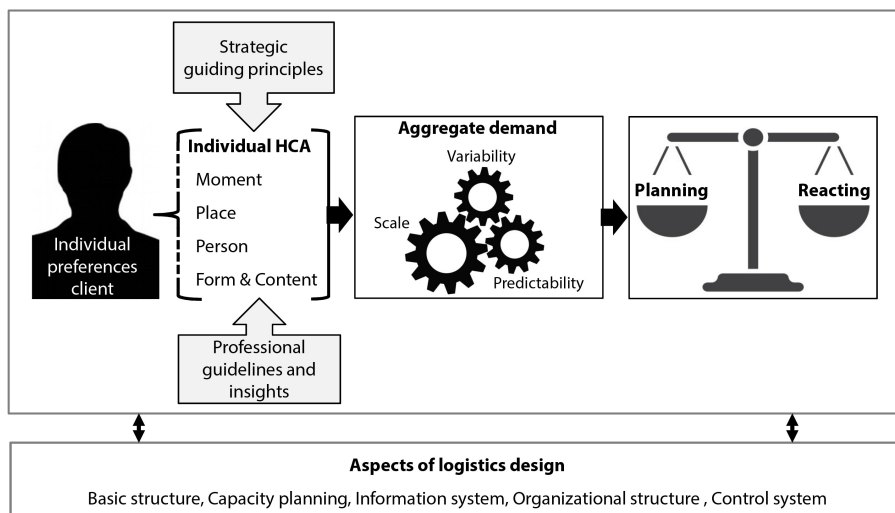 Strategic
guiding principles
Individual HCA
Moment
Place
Person
Form & Content
Individual
preferences
client
Professional
guidelines and
insights
Aggregate demand
Variability
Scale
Predictability
Planning
Reacting
Aspects of logistics design
Basic structure, Capacity planning, Information system, Organizational structure , Control system